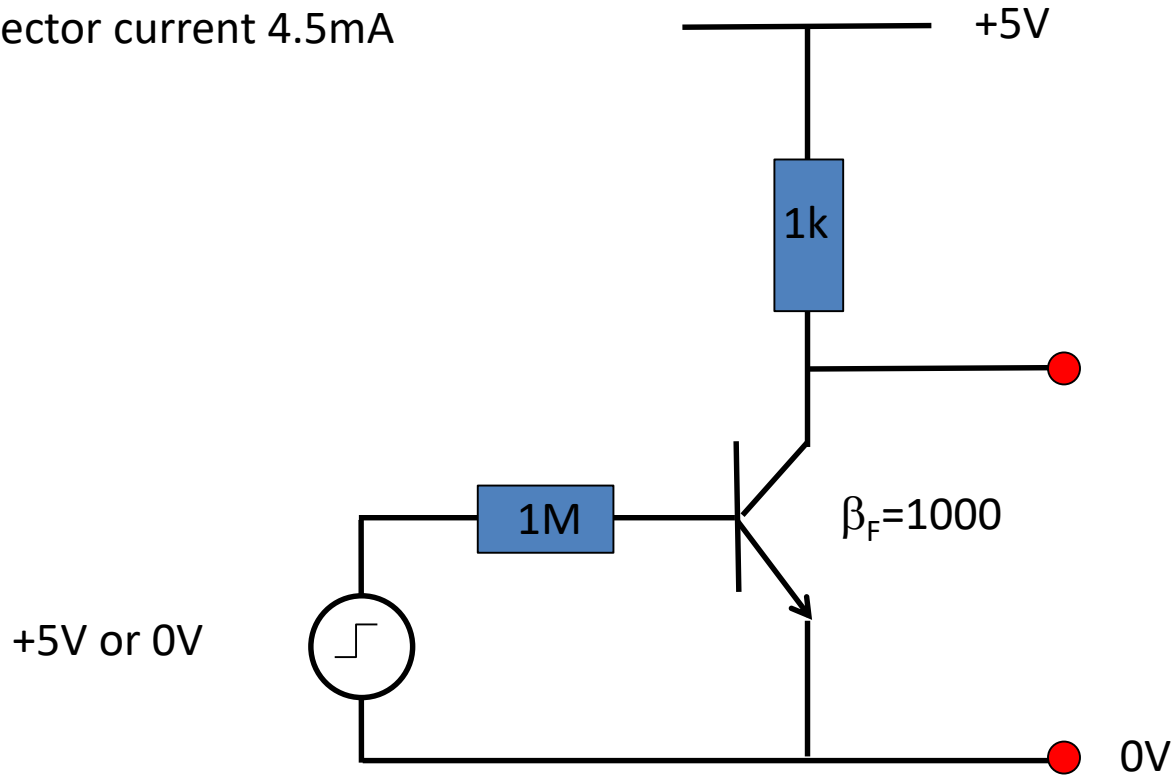 ector current 4.5mA
+5V
1k
1M
βF=1000
+5V or 0V
0V